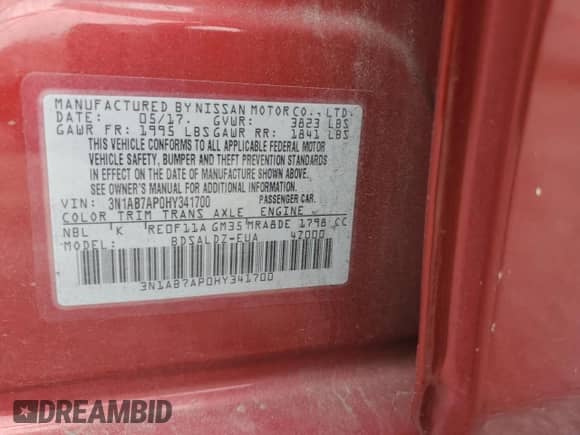 MANUFACTURED BY NISSAN MOTOR CO., LTD.
DATE 05/17. GVWR: 3823 LBS
GAWR FR: 1995 LBS GAWR RR: 1841 LBS
THIS VEHICLE CONFORMS TO ALL APPLICABLE FEDERAL MOTOR
VEHICLE SAFETY, BUMPER AND THEFT PREVENTION STANDARDS
IN EFFECT ON THE DATE OF MANUFACTURE SHOWN ABOVE.
SEE OWNER'S MANUAL FOR ADDITIONAL INFORMATION.
VIN: 3N1AB7AP0HY341700 PASSENGER CAR.
COLOR TRIM TRANS AXLE ENGINE
NBL K RE0F11A GM35 MRA8DE 1798 CC
MODEL: BDSALDZ-EUA 47000
3N1AB7AP0HY341700
DREAMBID